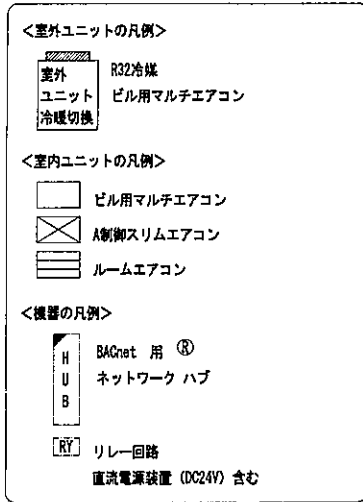 <室外ユニットの凡例>
室外
ユニット
冷暖切換
R32冷媒
ビル用マルチエアコン
<室内ユニットの凡例>
ビル用マルチエアコン
A制御スリムエアコン
ルームエアコン
<機器の凡例>
H
U
B
BACnet 用 ®
ネットワーク ハブ
RY リレー回路
直流電源装置 (DC24V) 含む